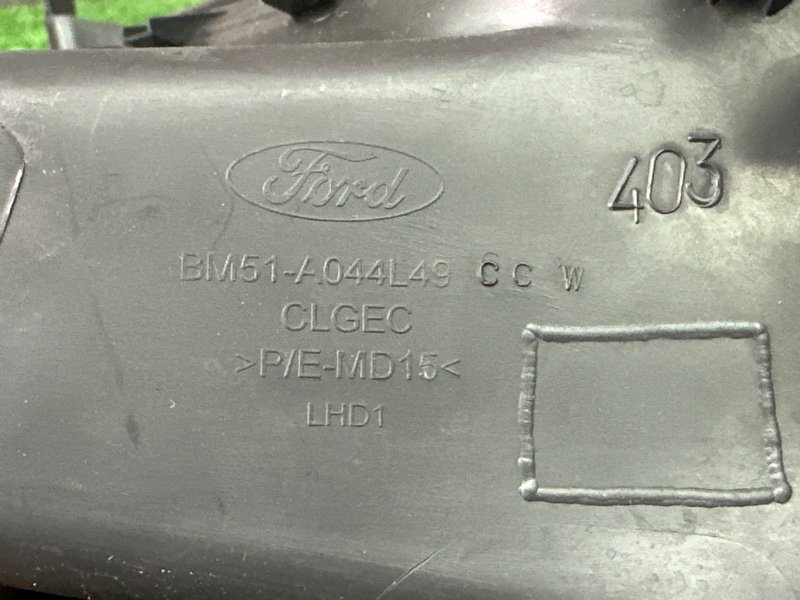 Ford
403
BM51-A044L49 C C W
CLGEC
>P/E-MD15<
LHD1